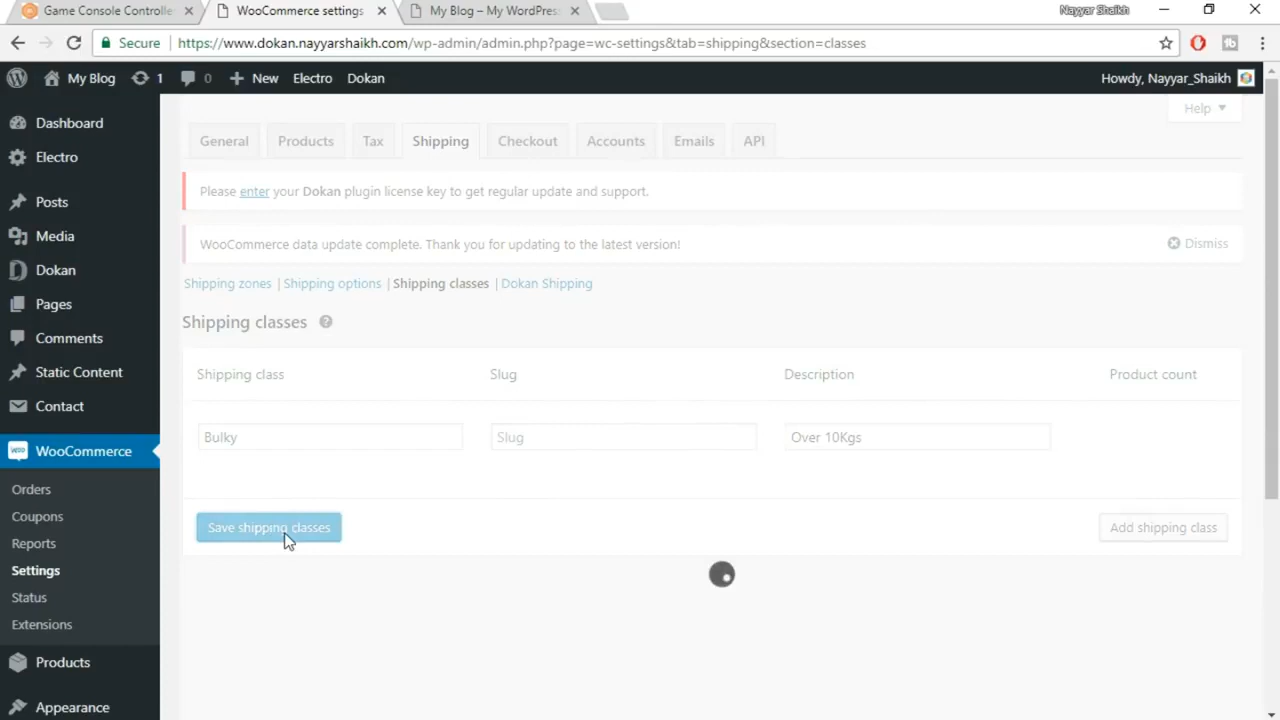 Game Console Controlle
WooCommerce settings
My Blog – My WordPres
Nayyar Shaikh
Secure https://www.dokan.nayyarshaikh.com/wp-admin/admin.php?page=wc-settings&tab=shipping&section=classes
My Blog 1 0 New Electro Dokan Howdy, Nayyar_Shaikh
Help
Dashboard
Electro
Posts
Media
Dokan
Pages
Comments
Static Content
Contact
WooCommerce
Orders
Coupons
Reports
Settings
Status
Extensions
Products
Appearance
General Products Tax Shipping Checkout Accounts Emails API
Please enter your Dokan plugin license key to get regular update and support.
WooCommerce data update complete. Thank you for updating to the latest version! Dismiss
Shipping zones | Shipping options | Shipping classes | Dokan Shipping
Shipping classes
Shipping class Slug Description Product count
Bulky Slug Over 10Kgs
Save shipping classes Add shipping class